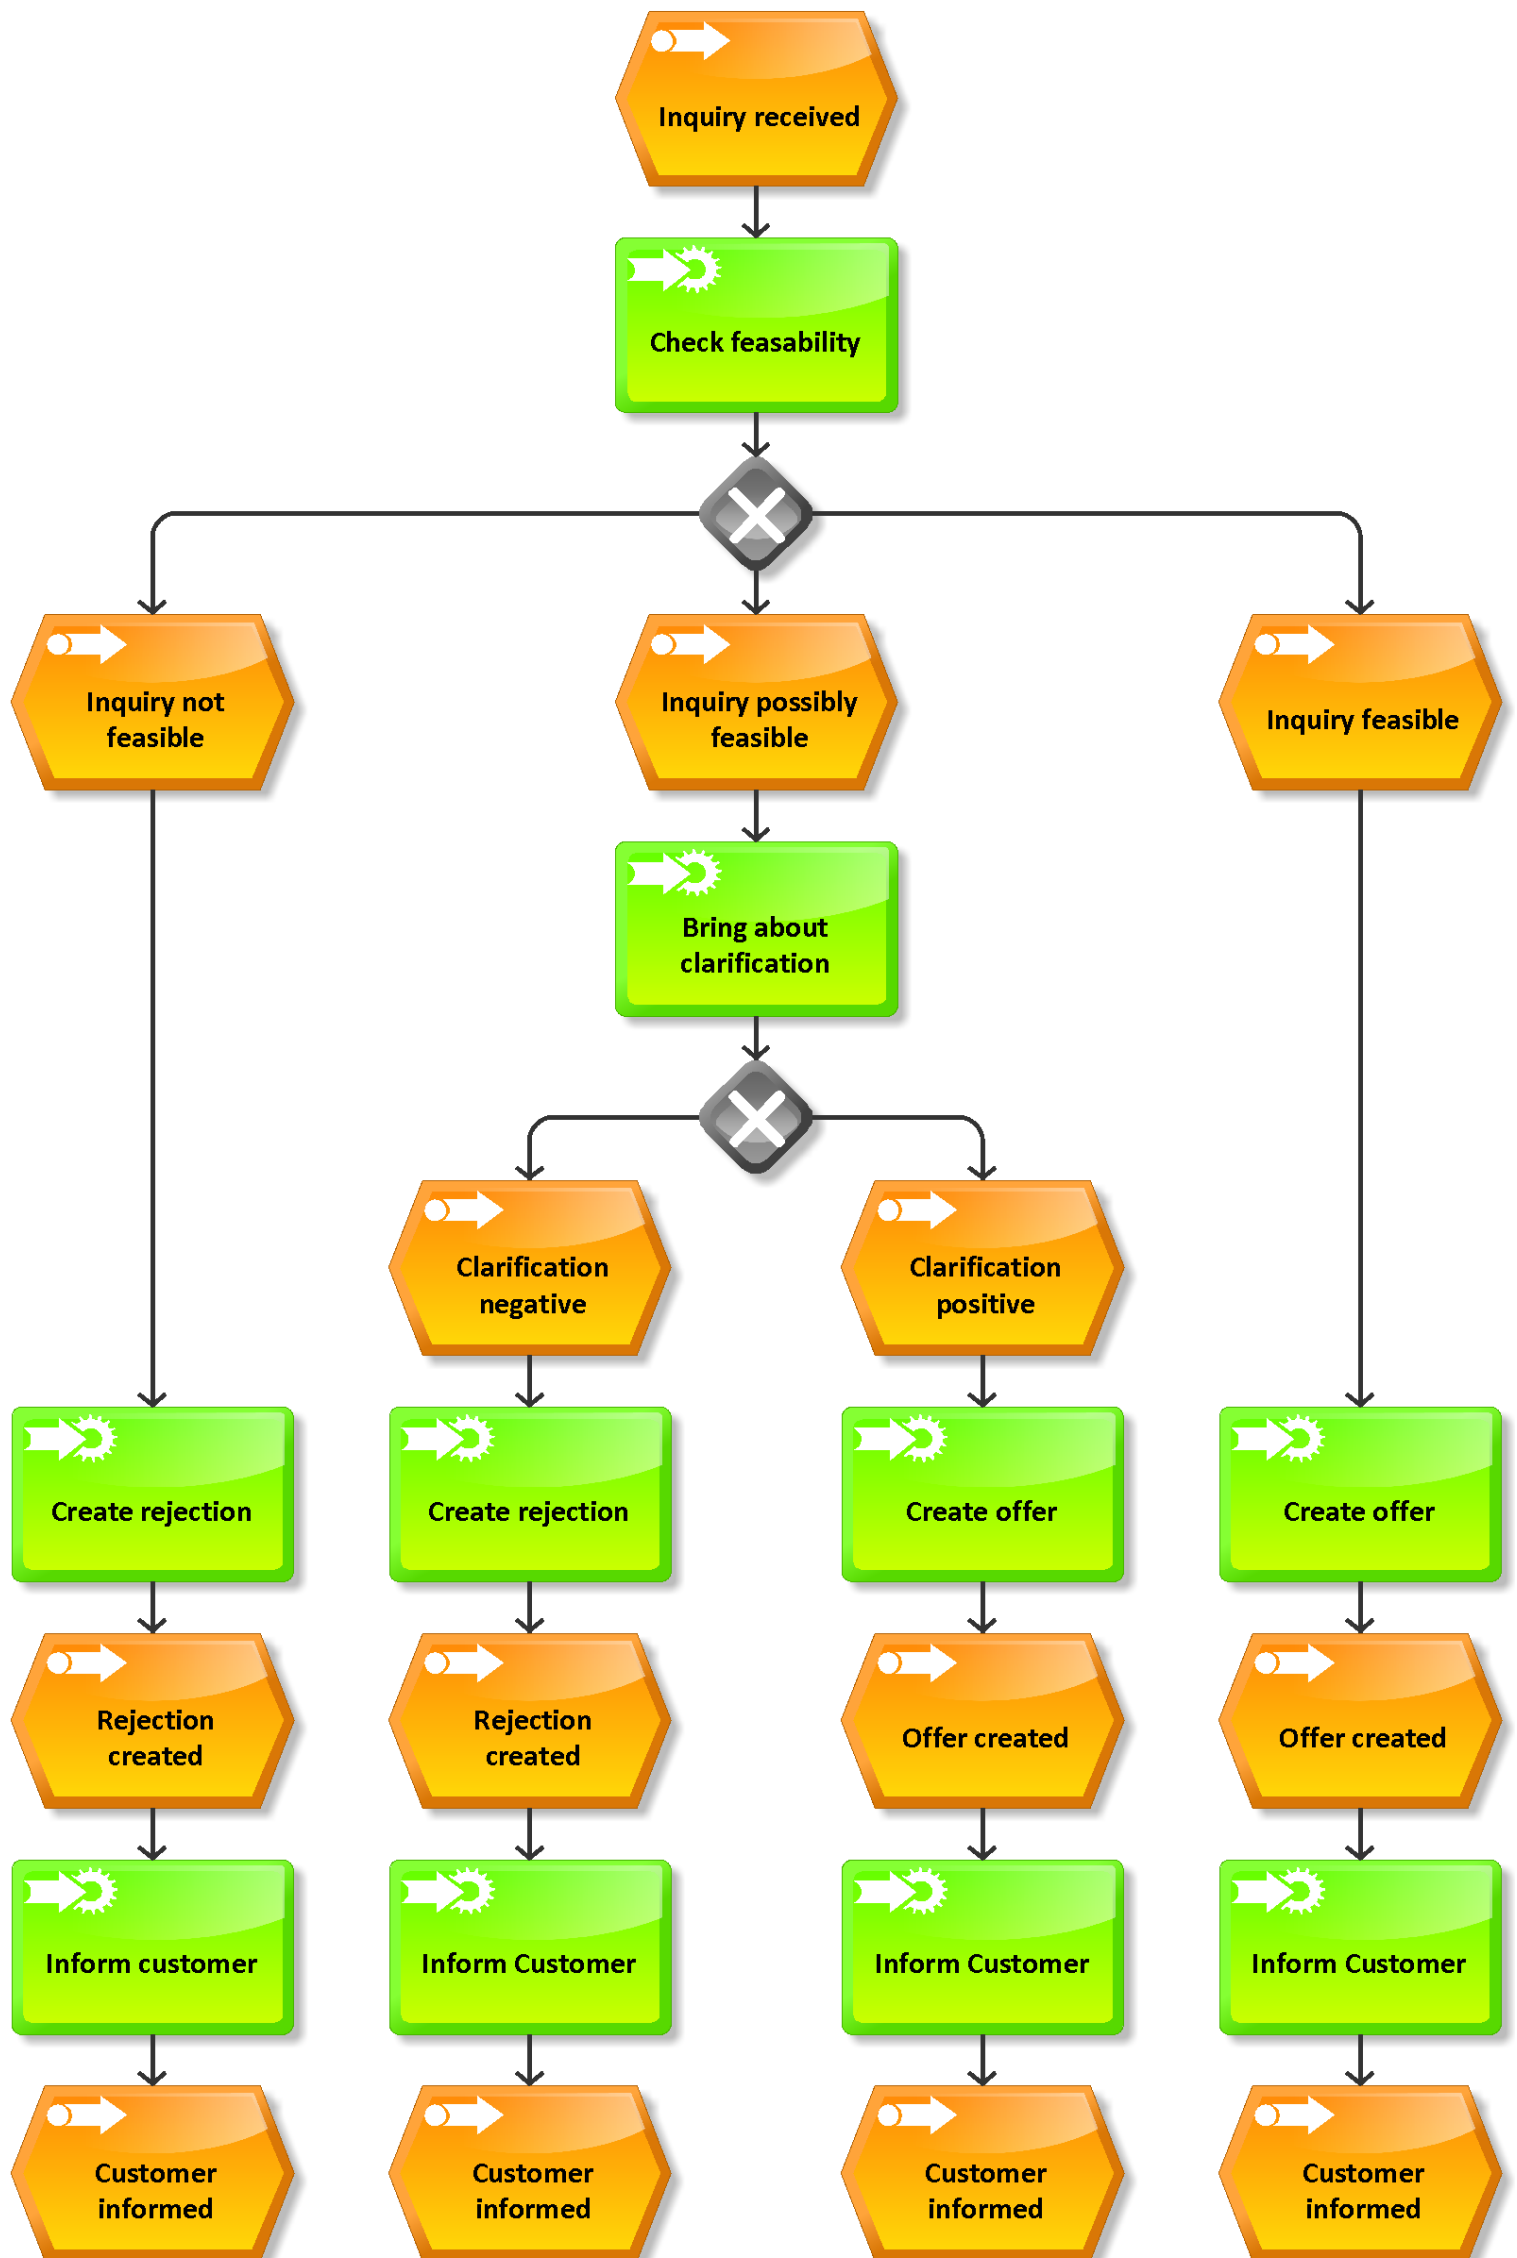 Inquiry received
Check feasability
Inquiry not
feasible
Inquiry possibly
feasible
Inquiry feasible
Bring about
clarification
Clarification
negative
Clarification
positive
Create rejection
Create rejection
Create offer
Create offer
Rejection
created
Rejection
created
Offer created
Offer created
Inform customer
Inform Customer
Inform Customer
Inform Customer
Customer
informed
Customer
informed
Customer
informed
Customer
informed